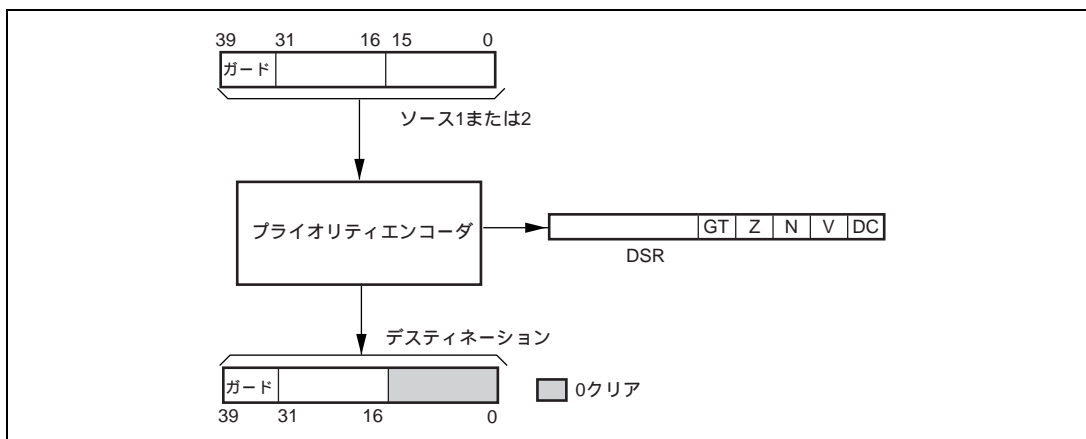 39 31 16 15 0
ガード
ソース1または2
プライオリティエンコーダ
GT Z N V DC
DSR
デスティネーション
ガード
0クリア
39 31 16 0